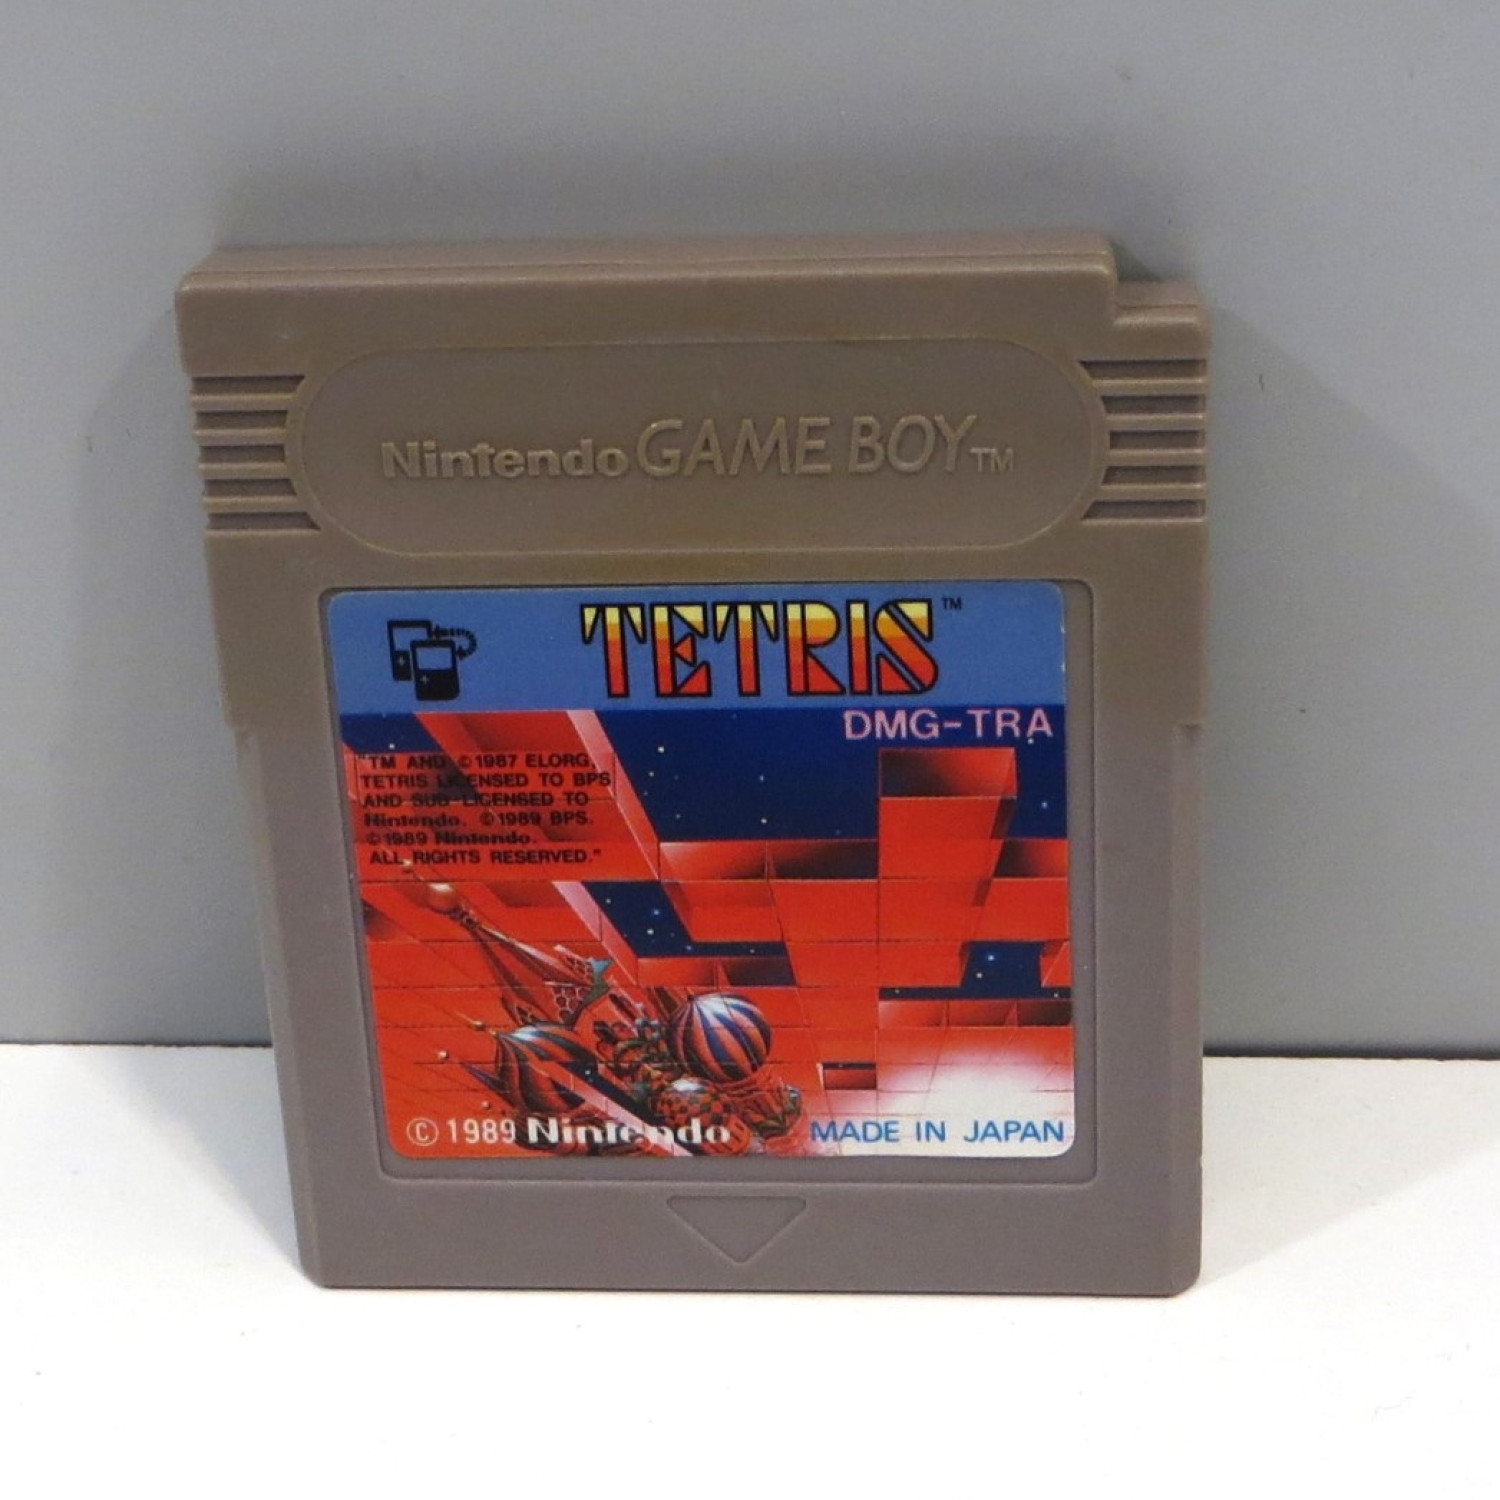 Nintendo GAME BOY TM
TETRIS TM
DMG-TRA
"TM AND ©1987 ELORG,
TETRIS LICENSED TO BPS
AND SUB-LICENSED TO
Nintendo. ©1989 BPS.
©1989 Nintendo.
ALL RIGHTS RESERVED."
© 1989 Nintendo
MADE IN JAPAN